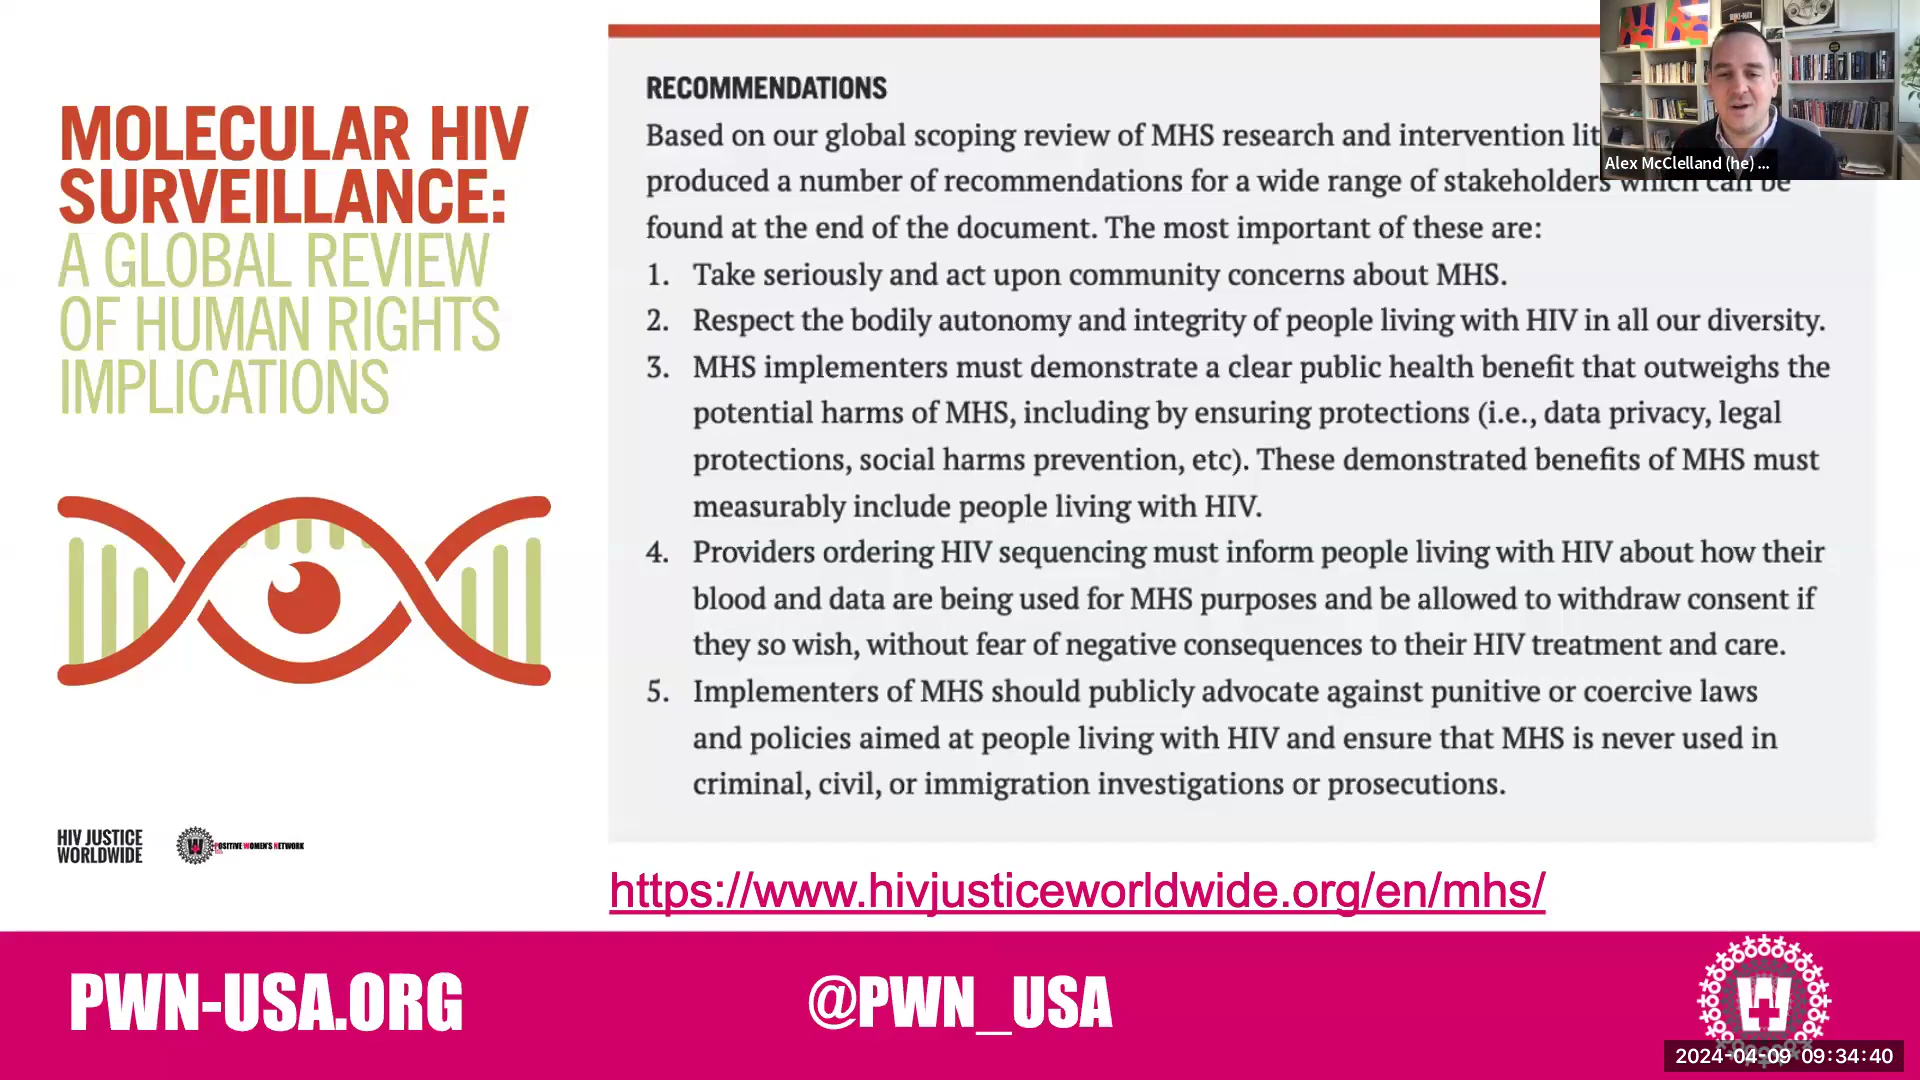 MOLECULAR HIV
SURVEILLANCE:
A GLOBAL REVIEW
OF HUMAN RIGHTS
IMPLICATIONS
HIV JUSTICE
WORLDWIDE
POSITIVE WOMEN'S NETWORK
RECOMMENDATIONS
Based on our global scoping review of MHS research and intervention lit
produced a number of recommendations for a wide range of stakeholders which can be
found at the end of the document. The most important of these are:
1. Take seriously and act upon community concerns about MHS.
2. Respect the bodily autonomy and integrity of people living with HIV in all our diversity.
3. MHS implementers must demonstrate a clear public health benefit that outweighs the
potential harms of MHS, including by ensuring protections (i.e., data privacy, legal
protections, social harms prevention, etc). These demonstrated benefits of MHS must
measurably include people living with HIV.
4. Providers ordering HIV sequencing must inform people living with HIV about how their
blood and data are being used for MHS purposes and be allowed to withdraw consent if
they so wish, without fear of negative consequences to their HIV treatment and care.
5. Implementers of MHS should publicly advocate against punitive or coercive laws
and policies aimed at people living with HIV and ensure that MHS is never used in
criminal, civil, or immigration investigations or prosecutions.
https://www.hivjusticeworldwide.org/en/mhs/
Alex McClelland (he) ...
PWN-USA.ORG
@PWN_USA
2024-04-09 09:34:40